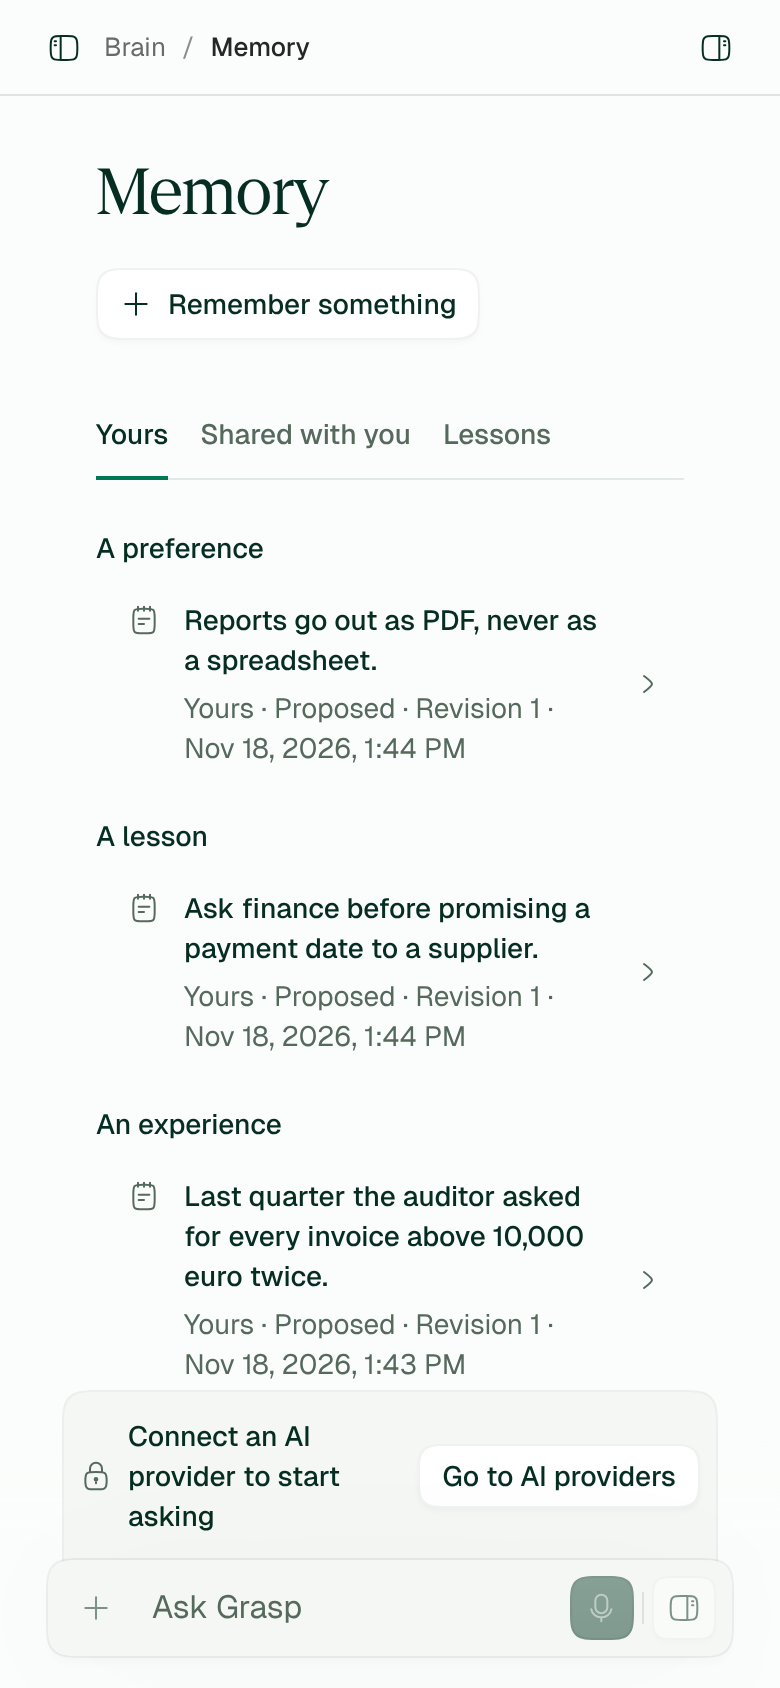 Brain / Memory
Memory
Remember something
Yours Shared with you Lessons
A preference
Reports go out as PDF, never as
a spreadsheet.
Yours · Proposed · Revision 1 ·
Nov 18, 2026, 1:44 PM
A lesson
Ask finance before promising a
payment date to a supplier.
Yours · Proposed · Revision 1 ·
Nov 18, 2026, 1:44 PM
An experience
Last quarter the auditor asked
for every invoice above 10,000
euro twice.
Yours · Proposed · Revision 1 ·
Nov 18, 2026, 1:43 PM
Connect an AI
provider to start
asking
Go to AI providers
Ask Grasp